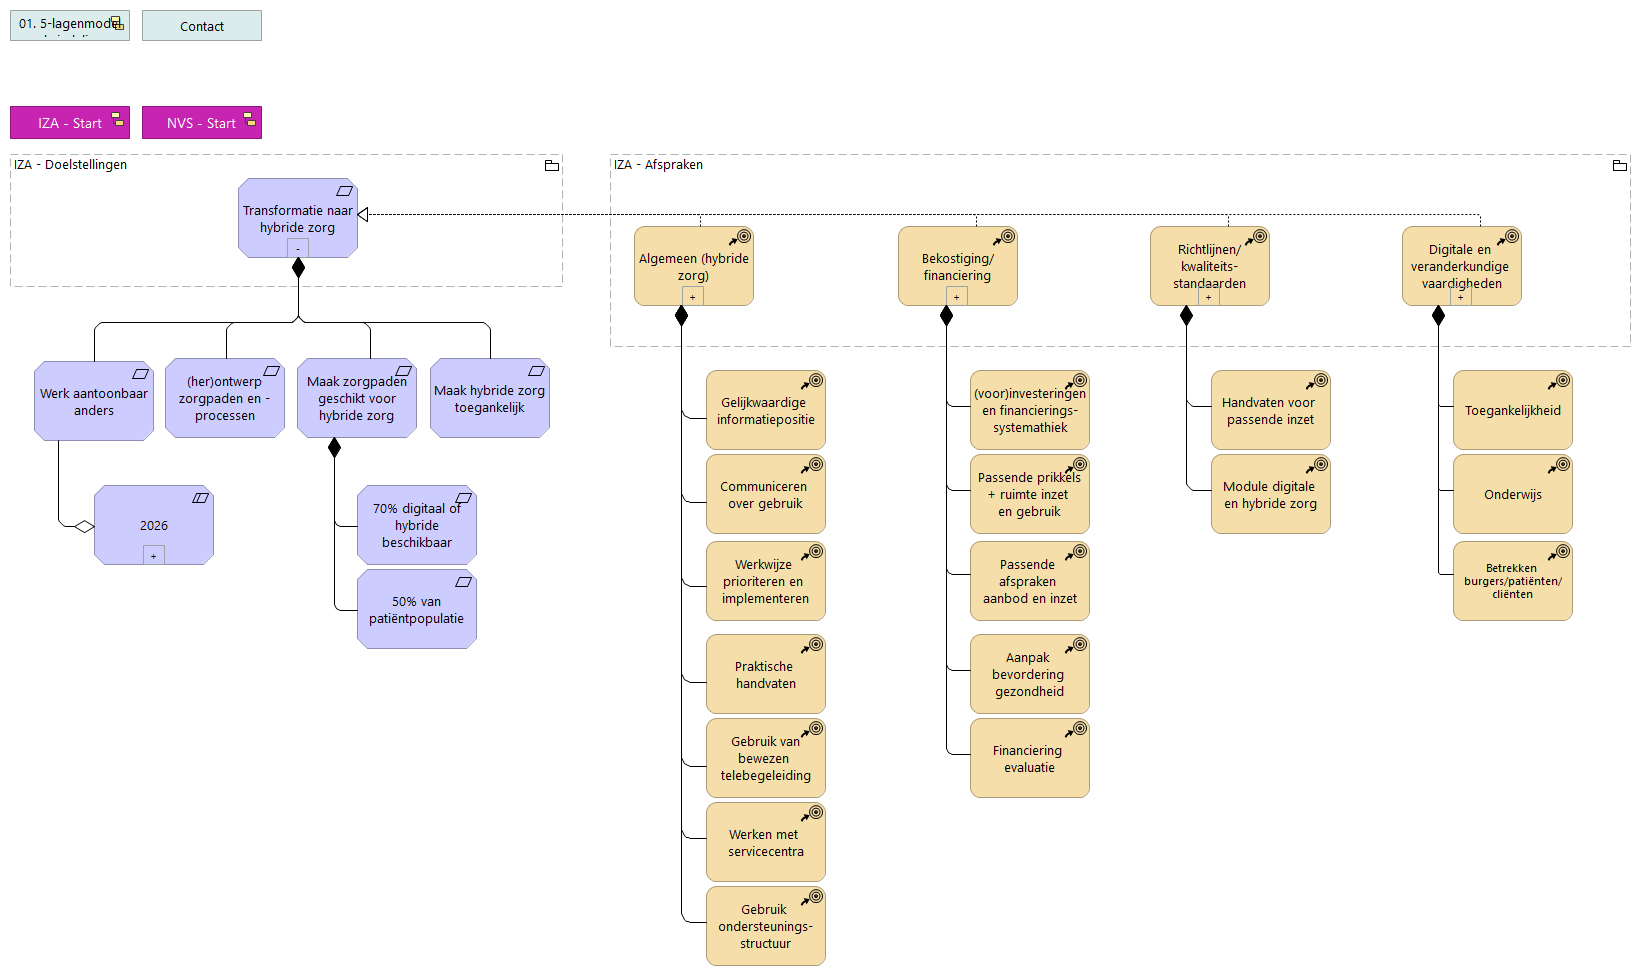 01. 5-lagenmodel
Contact
IZA - Start
NVS - Start
IZA - Doelstellingen
Transformatie naar
hybride zorg
-
Werk aantoonbaar
anders
(her)ontwerp
zorgpaden en -
processen
Maak zorgpaden
geschikt voor
hybride zorg
Maak hybride zorg
toegankelijk
2026
+
70% digitaal of
hybride
beschikbaar
50% van
patiëntpopulatie
IZA - Afspraken
Algemeen (hybride
zorg)
+
Bekostiging/
financiering
+
Richtlijnen/
kwaliteits-
standaarden
+
Digitale en
veranderkundige
vaardigheden
+
Gelijkwaardige
informatiepositie
Communiceren
over gebruik
Werkwijze
prioriteren en
implementeren
Praktische
handvaten
Gebruik van
bewezen
telebegeleiding
Werken met
servicecentra
Gebruik
ondersteunings-
structuur
(voor)investeringen
en financierings-
systemathiek
Passende prikkels
+ ruimte inzet
en gebruik
Passende
afspraken
aanbod en inzet
Aanpak
bevordering
gezondheid
Financiering
evaluatie
Handvaten voor
passende inzet
Module digitale
en hybride zorg
Toegankelijkheid
Onderwijs
Betrekken
burgers/patiënten/
cliënten